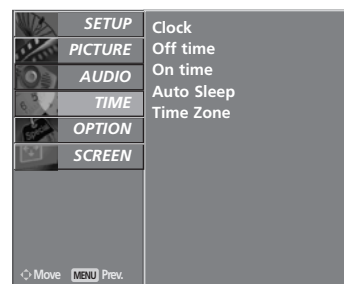 SETUP
PICTURE
AUDIO
TIME
OPTION
SCREEN
Clock
Off time
On time
Auto Sleep
Time Zone
Move MENU Prev.